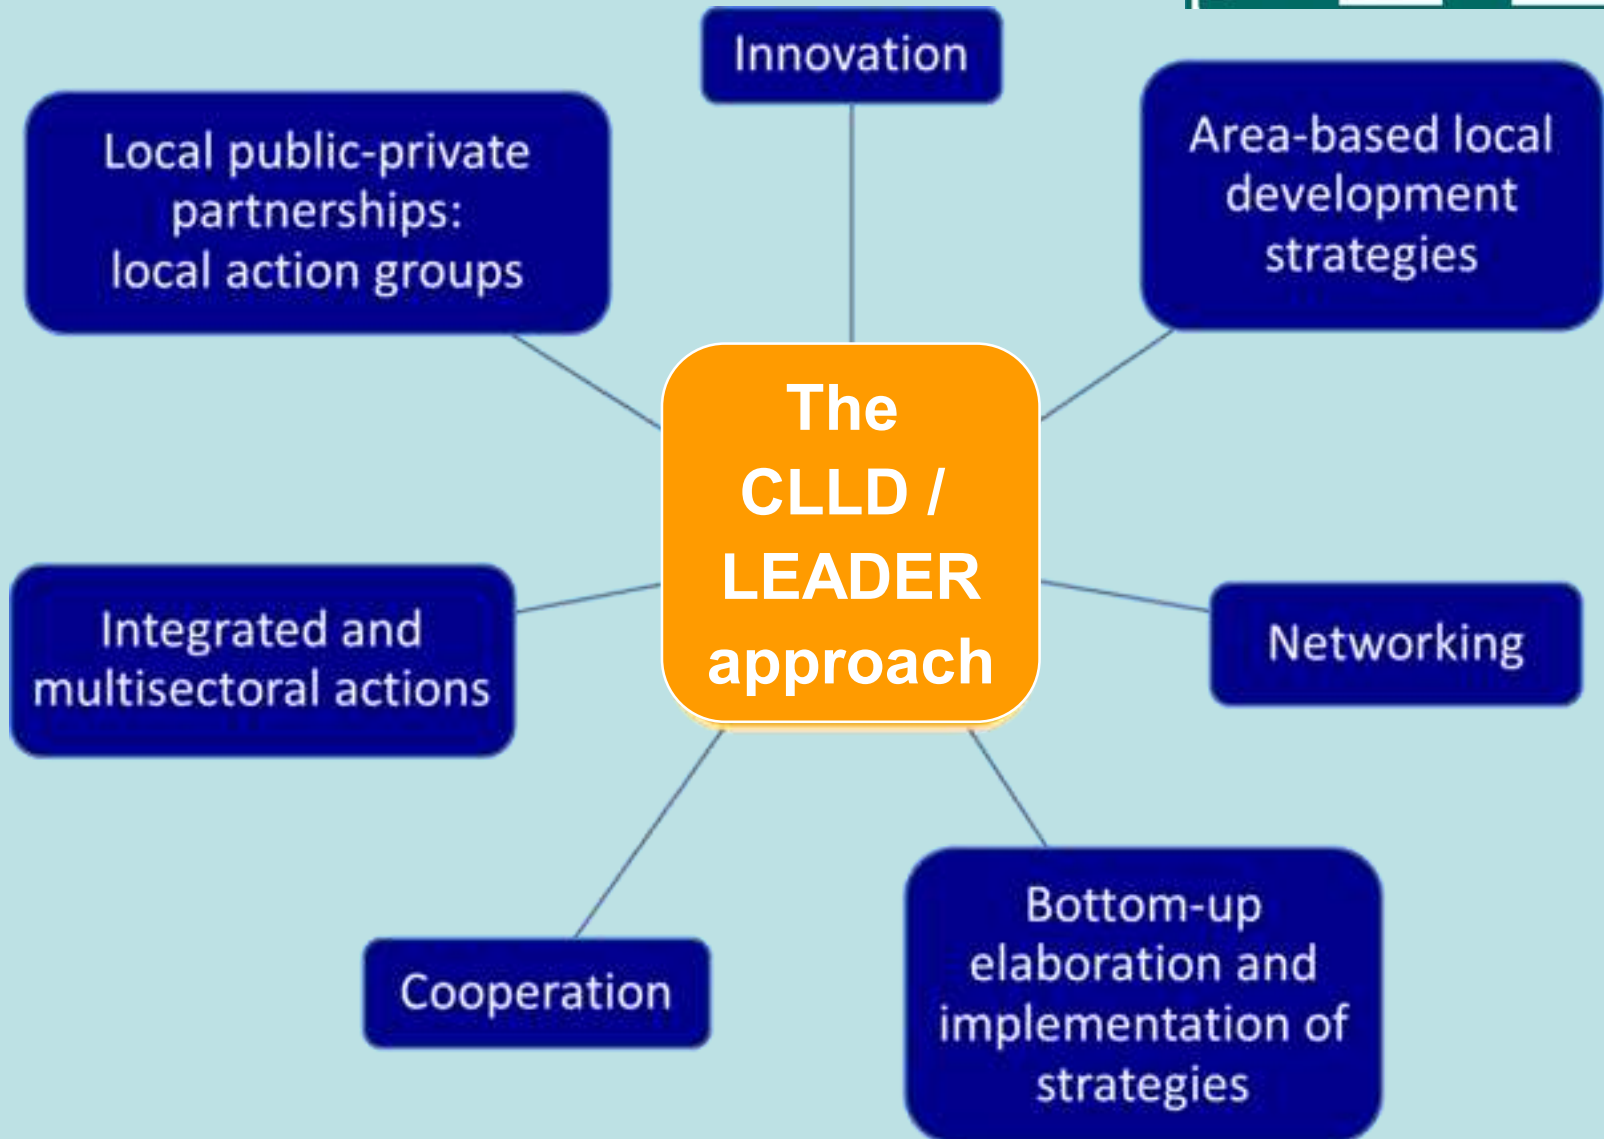 Innovation
Local public-private
partnerships:
local action groups
Area-based local
development
strategies
The
CLLD /
LEADER
approach
Integrated and
multisectoral actions
Networking
Cooperation
Bottom-up
elaboration and
implementation of
strategies